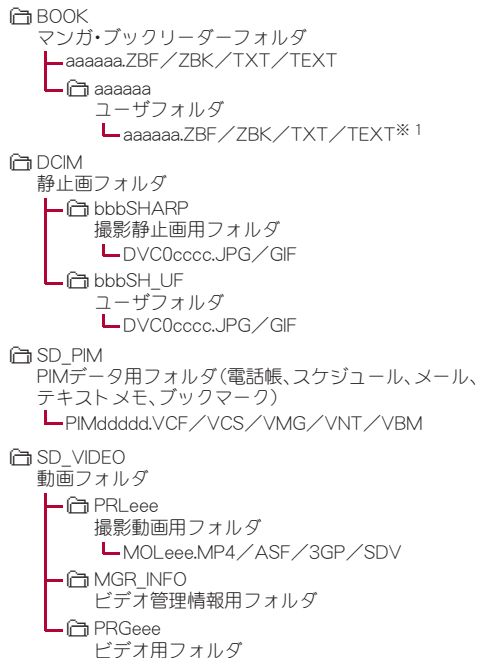 BOOK
マンガ・ブックリーダーフォルダ
aaaaaa.ZBF／ZBK／TXT／TEXT
aaaaaa
ユーザフォルダ
aaaaaa.ZBF／ZBK／TXT／TEXT※1
DCIM
静止画フォルダ
bbbSHARP
撮影静止画用フォルダ
DVC0cccc.JPG／GIF
bbbSH_UF
ユーザフォルダ
DVC0cccc.JPG／GIF
SD_PIM
PIMデータ用フォルダ（電話帳、スケジュール、メール、
テキストメモ、ブックマーク）
PIMddddd.VCF／VCS／VMG／VNT／VBM
SD_VIDEO
動画フォルダ
PRLeee
撮影動画用フォルダ
MOLeee.MP4／ASF／3GP／SDV
MGR_INFO
ビデオ管理情報用フォルダ
PRGeee
ビデオ用フォルダ